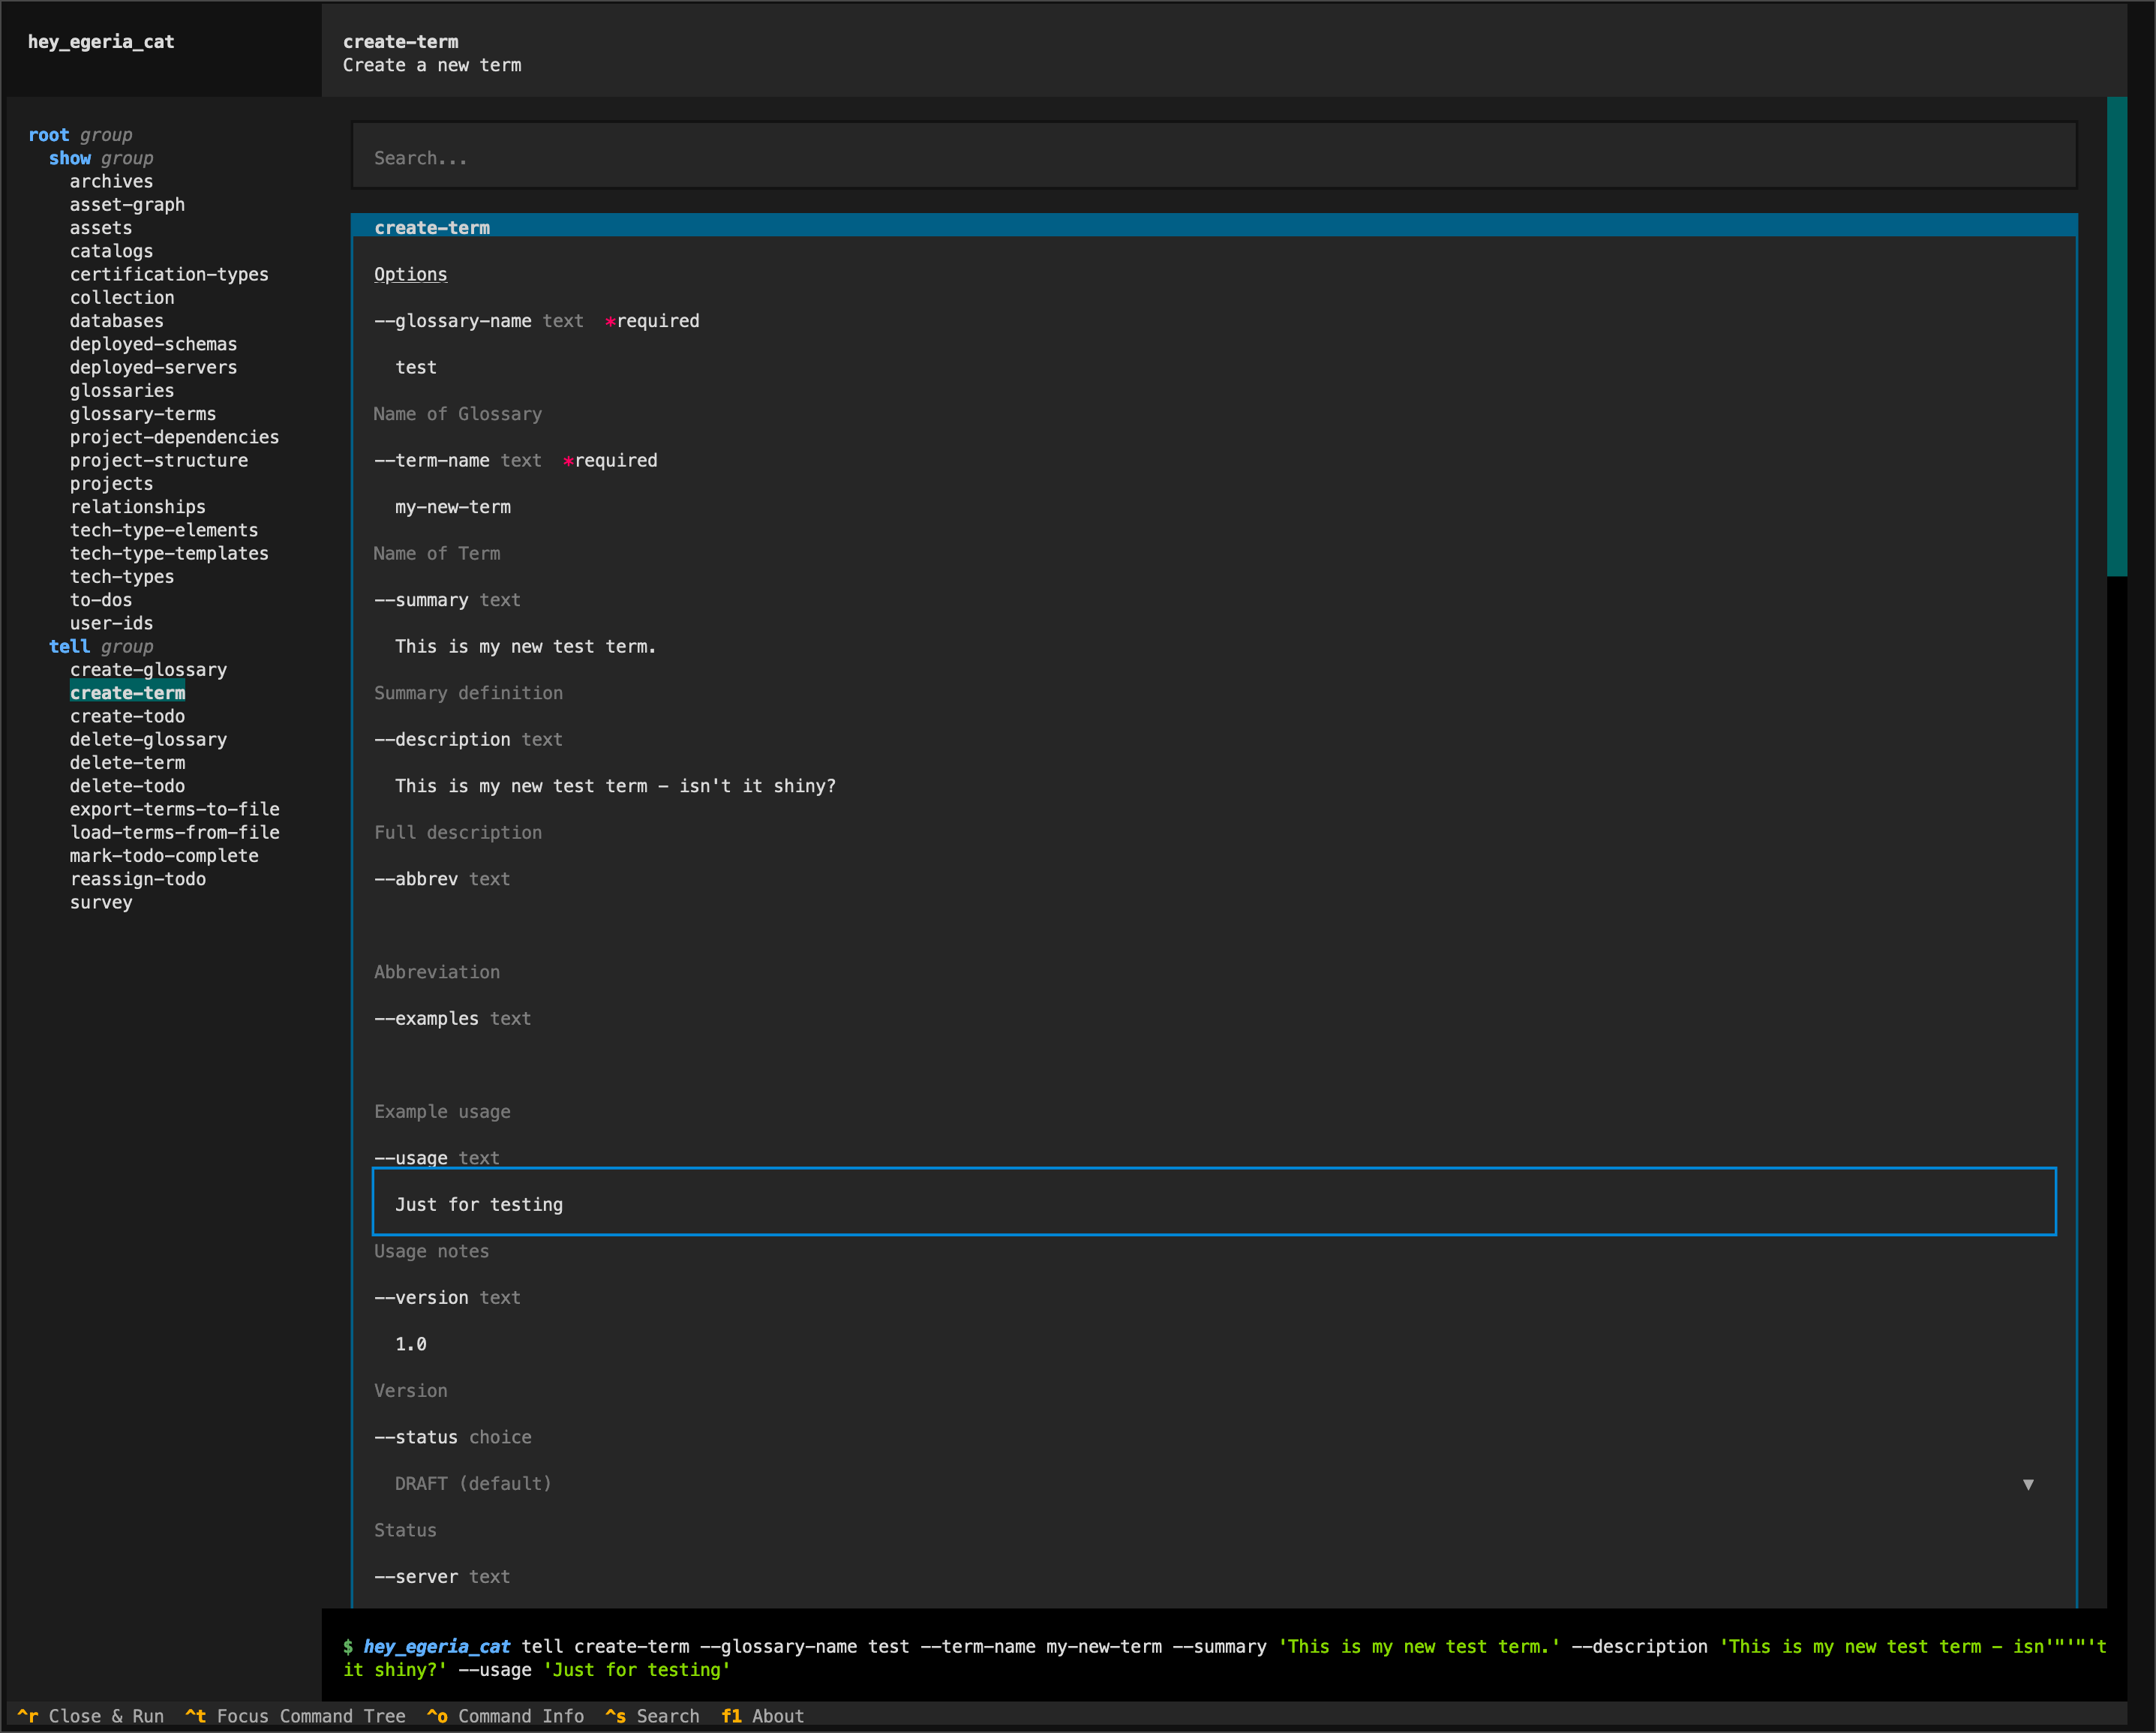 hey_egeria_cat
create-term
Create a new term
root group
show group
archives
asset-graph
assets
catalogs
certification-types
collection
databases
deployed-schemas
deployed-servers
glossaries
glossary-terms
project-dependencies
project-structure
projects
relationships
tech-type-elements
tech-type-templates
tech-types
to-dos
user-ids
tell group
create-glossary
create-term
create-todo
delete-glossary
delete-term
delete-todo
export-terms-to-file
load-terms-from-file
mark-todo-complete
reassign-todo
survey
Search...
create-term
Options
--glossary-name text *required
test
Name of Glossary
--term-name text *required
my-new-term
Name of Term
--summary text
This is my new test term.
Summary definition
--description text
This is my new test term - isn't it shiny?
Full description
--abbrev text
Abbreviation
--examples text
Example usage
--usage text
Just for testing
Usage notes
--version text
1.0
Version
--status choice
DRAFT (default) ▼
Status
--server text
$ hey_egeria_cat tell create-term --glossary-name test --term-name my-new-term --summary 'This is my new test term.' --description 'This is my new test term - isn'"'"'t
it shiny?' --usage 'Just for testing'
^r Close & Run ^t Focus Command Tree ^o Command Info ^s Search f1 About